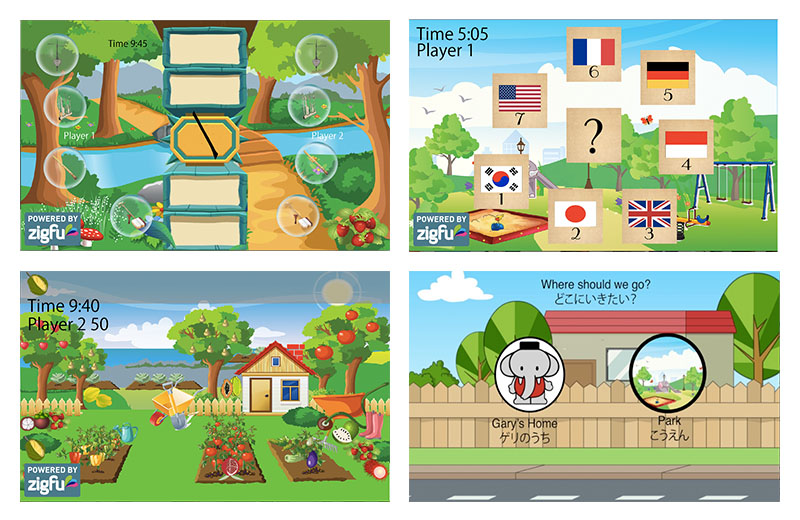 Time 9:45
Player 1
Player 2
POWERED BY
zigfu
Time 5:05
Player 1
6
5
7
?
4
1
2
3
POWERED BY
zigfu
Time 9:40
Player 2 50
POWERED BY
zigfu
Where should we go?
どこにいきたい?
Gary's Home
ゲリのうち
Park
こうえん